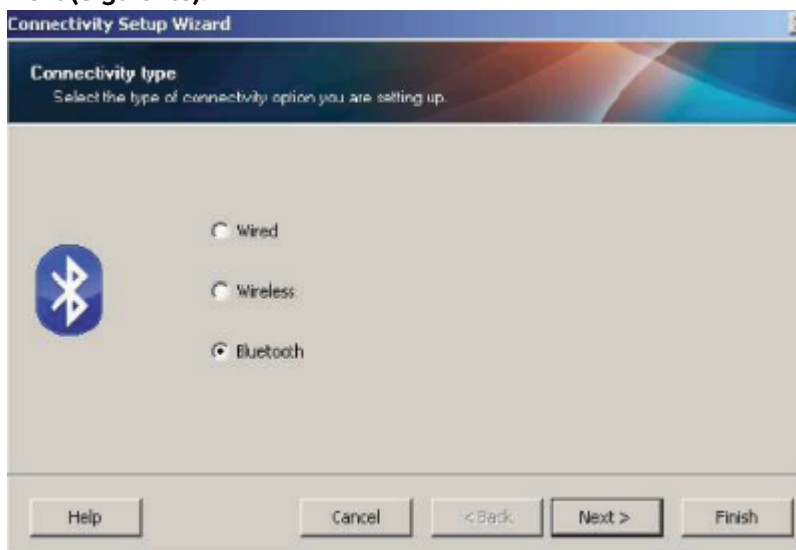 Connectivity Setup Wizard
Connectivity type
Select the type of connectivity option you are setting up.
Wired
Wireless
Bluetooth
Help
Cancel
< Back
Next >
Finish